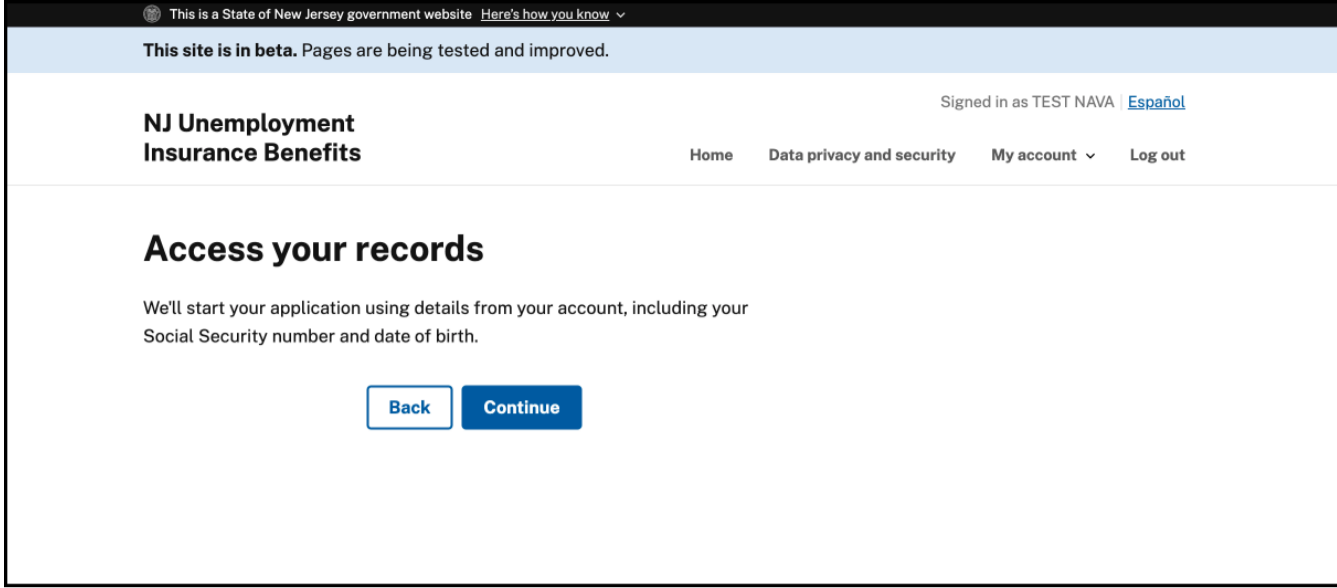 This is a State of New Jersey government website Here's how you know
This site is in beta. Pages are being tested and improved.
Signed in as TEST NAVA Español
NJ Unemployment
Insurance Benefits
Home Data privacy and security My account Log out
Access your records
We'll start your application using details from your account, including your
Social Security number and date of birth.
Back Continue